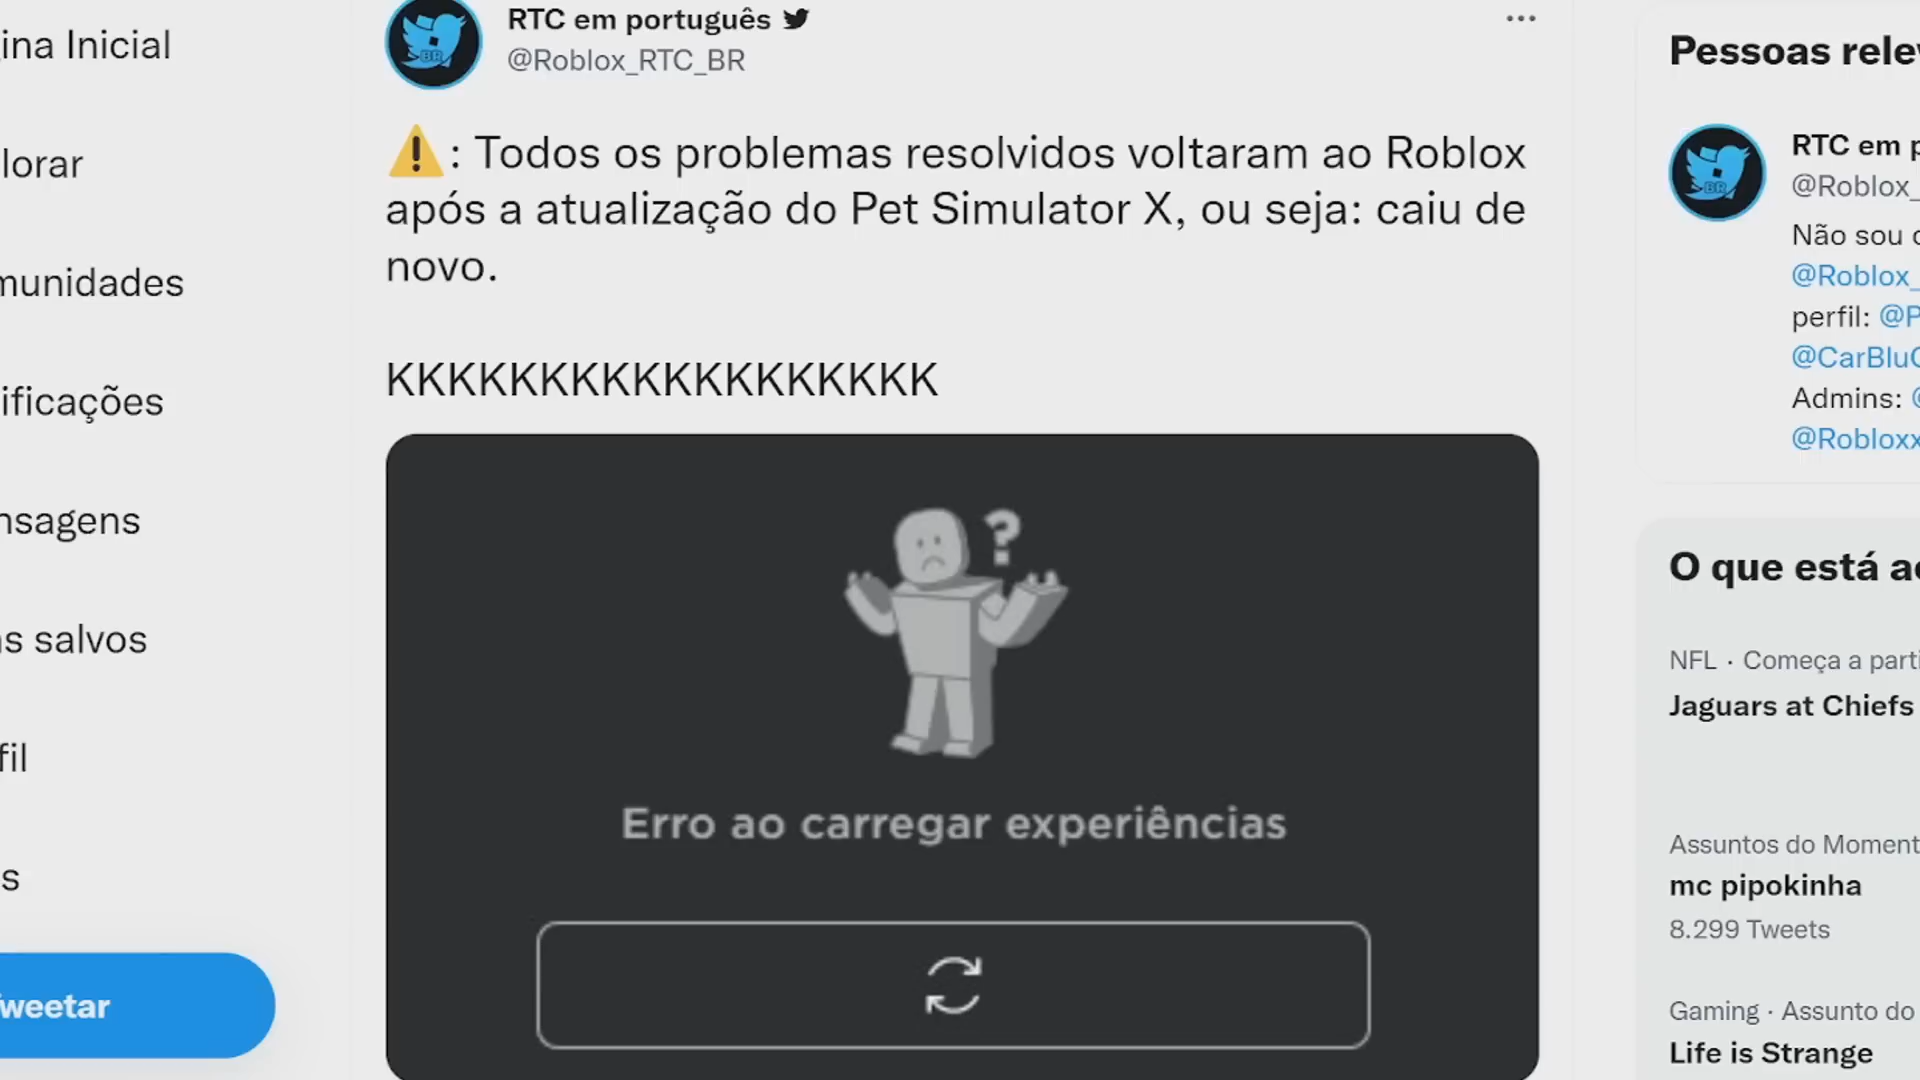 ina Inicial
lorar
munidades
ificações
nsagens
s salvos
fil
s
weetar
RTC em português
@Roblox_RTC_BR
⚠️: Todos os problemas resolvidos voltaram ao Roblox
após a atualização do Pet Simulator X, ou seja: caiu de
novo.
KKKKKKKKKKKKKKKKKK
?
Erro ao carregar experiências
Pessoas rele
RTC em p
@Roblox_
BR
Não sou
@Roblox_
perfil: @P
@CarBlu
Admins: @
@Roblox
O que está a
NFL · Começa a parti
Jaguars at Chiefs
Assuntos do Moment
mc pipokinha
8.299 Tweets
Gaming · Assunto do
Life is Strange